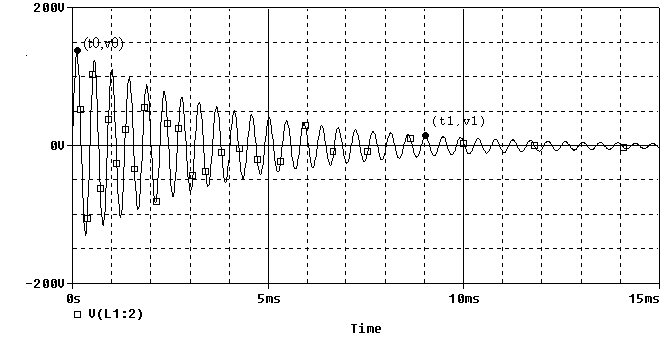 200V
(t0,v0)
(t1,v1)
0V
-200V
0s 5ms 10ms 15ms
V(L1:2)
Time